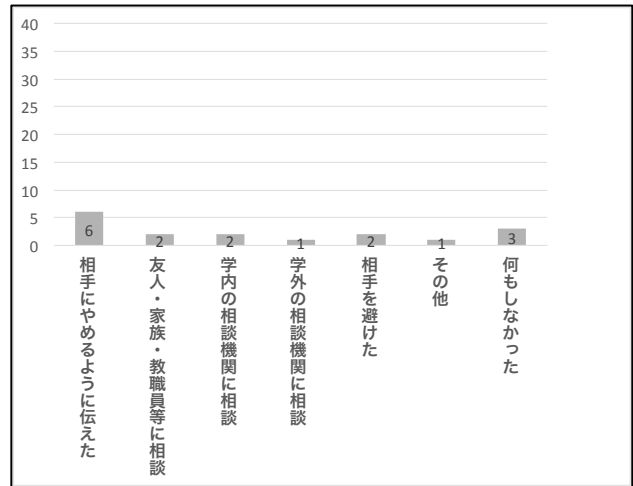 40
35
30
25
20
15
10
5
0
6
2
2
1
2
1
3
相手にやめるように伝えた
友人・家族・教職員等に相談
学内の相談機関に相談
学外の相談機関に相談
相手を避けた
その他
何もしなかった